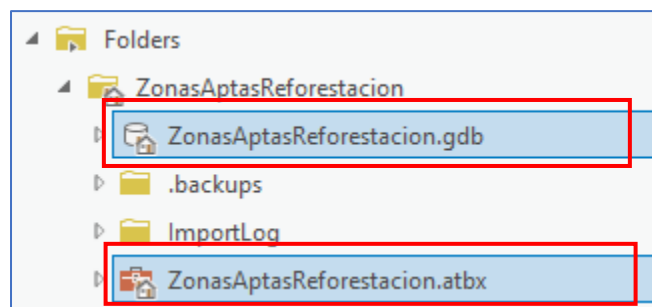 Folders
ZonasAptasReforestacion
ZonasAptasReforestacion.gdb
.backups
ImportLog
ZonasAptasReforestacion.atbx